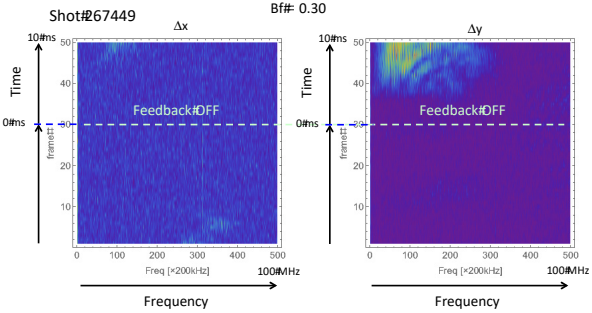 Shot#267449
Bf#= 0.30
Δx
Δy
10#ms
10#ms
Time
Time
50
40
30
20
10
50
40
30
20
10
Feedback#OFF
Feedback#OFF
0#ms
0#ms
frame#
frame#
0 100 200 300 400 500
0 100 200 300 400 500
Freq [×200kHz]
100#MHz
Freq [×200kHz]
100#MHz
Frequency
Frequency